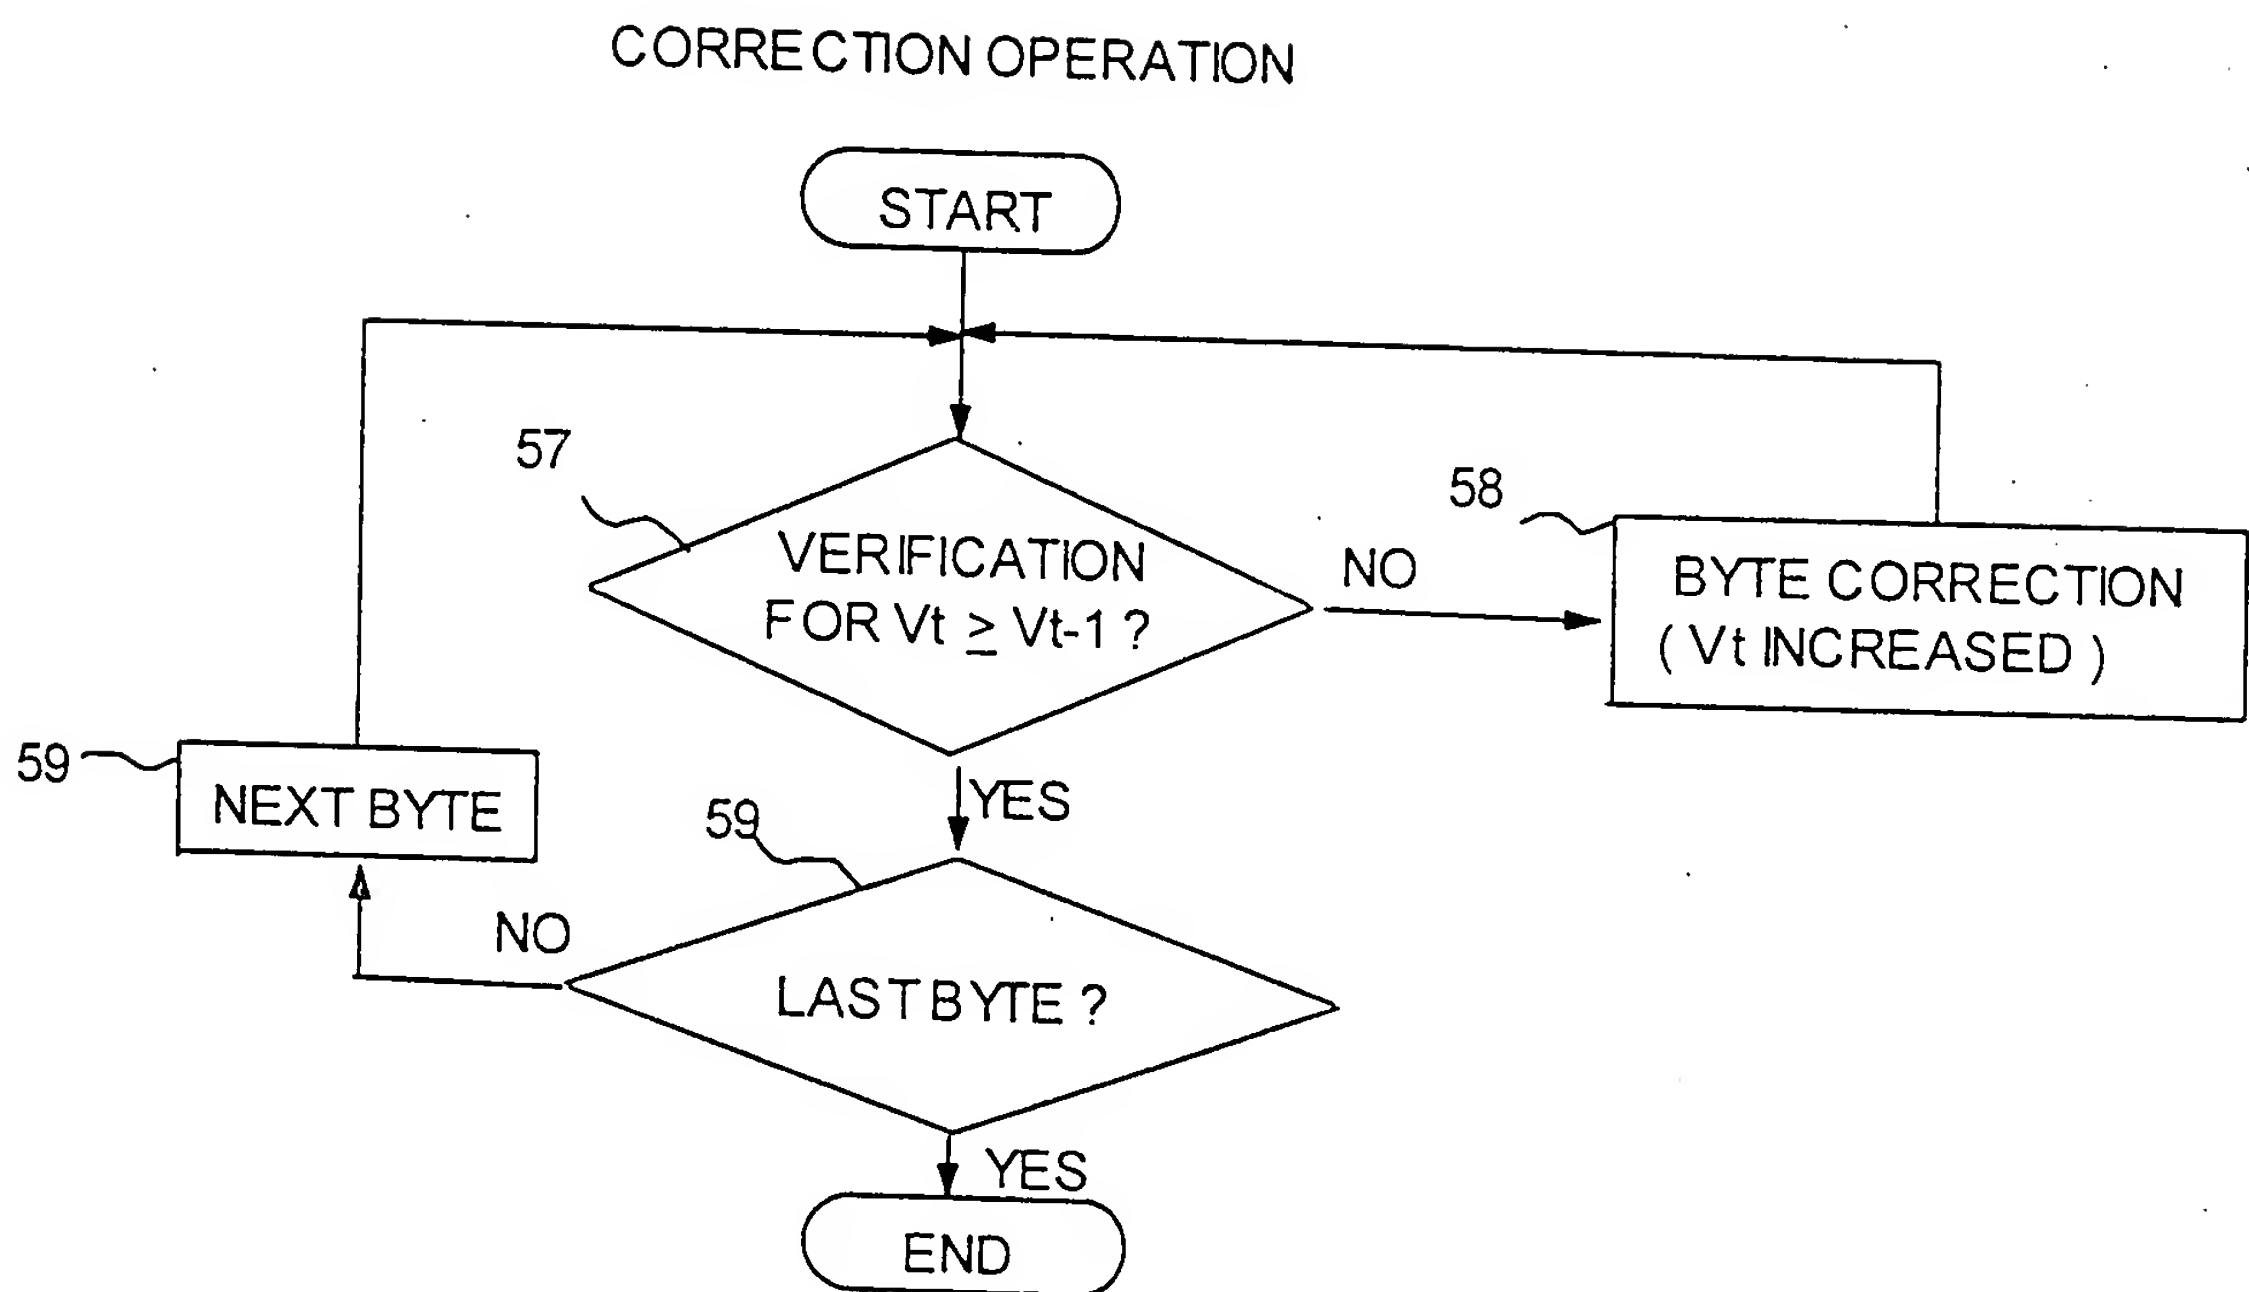 CORRECTION OPERATION
START
57
VERIFICATION
FOR Vt ≥ Vt-1 ?
NO
58
BYTE CORRECTION
( Vt INCREASED )
59
NEXT BYTE
YES
59
NO
LAST BYTE ?
YES
END